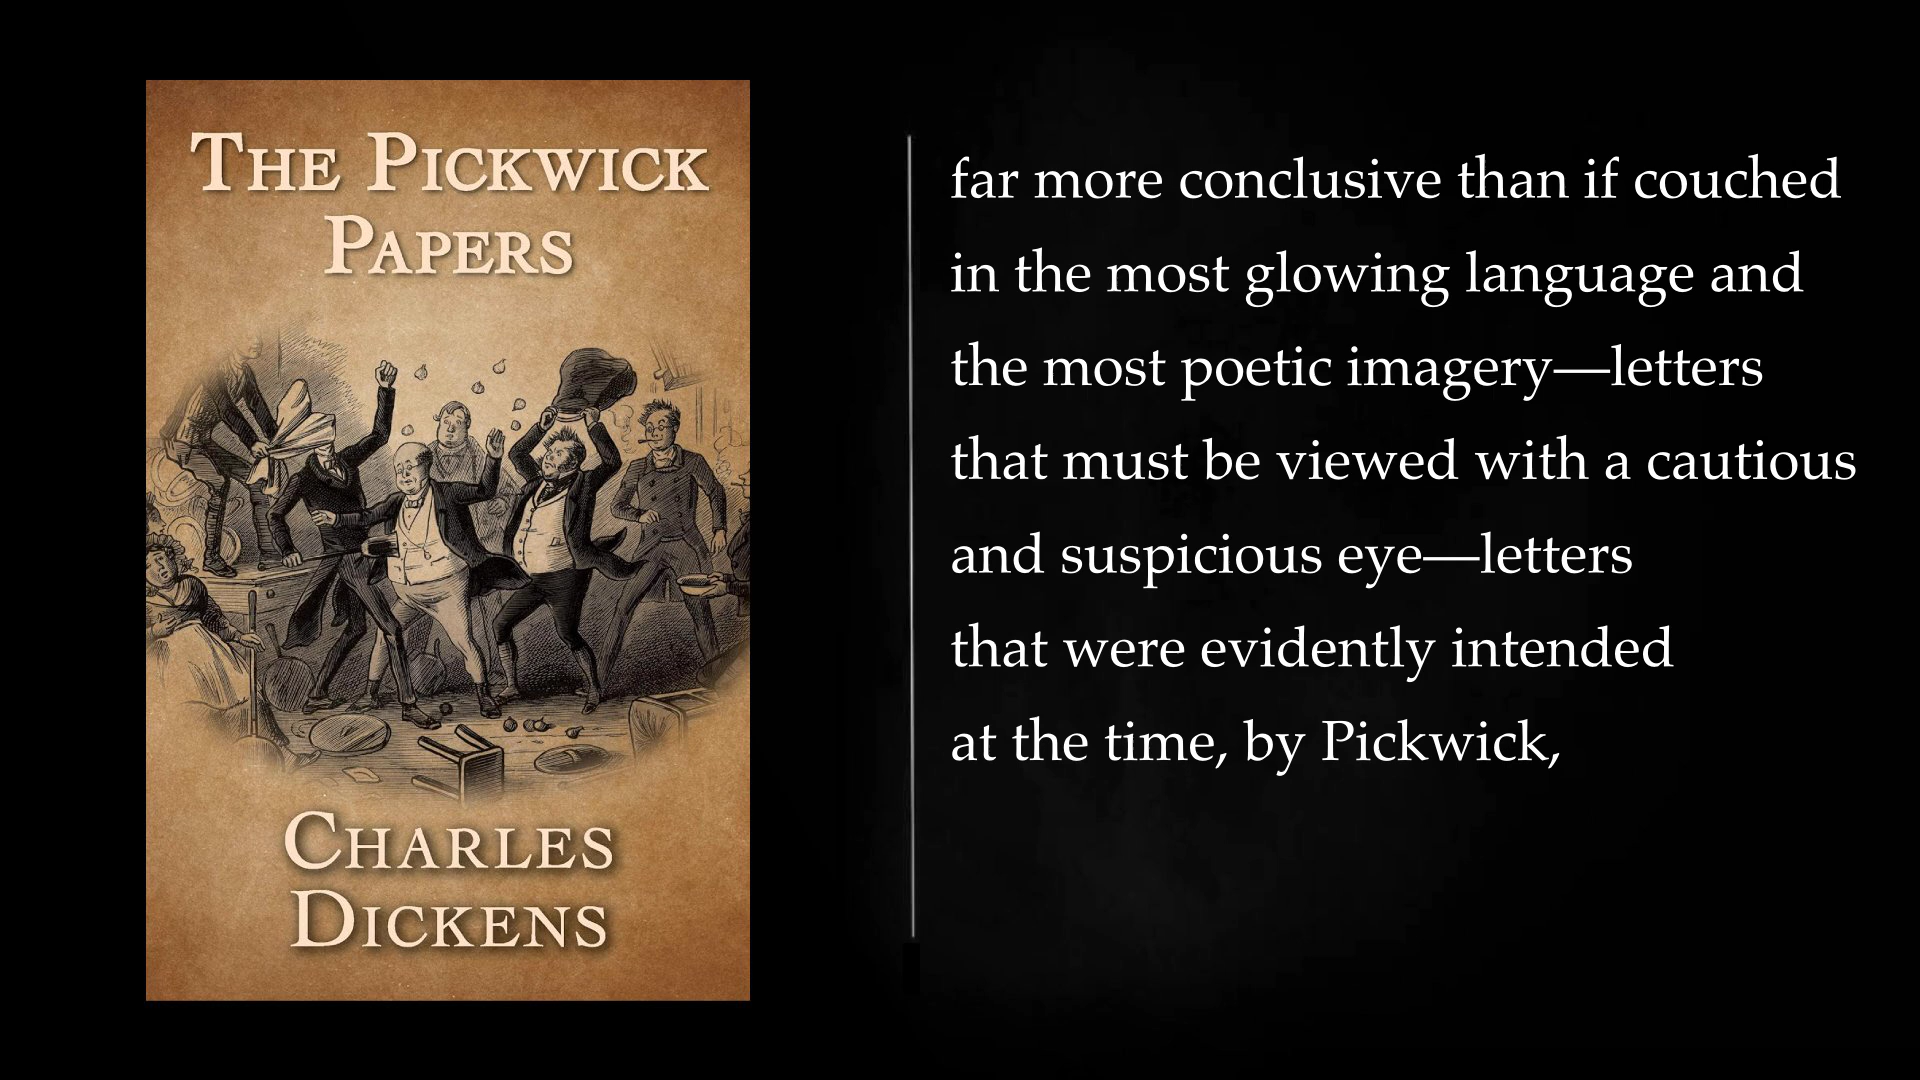 THE PICKWICK
PAPERS
CHARLES
DICKENS
far more conclusive than if couched
in the most glowing language and
the most poetic imagery—letters
that must be viewed with a cautious
and suspicious eye—letters
that were evidently intended
at the time, by Pickwick,